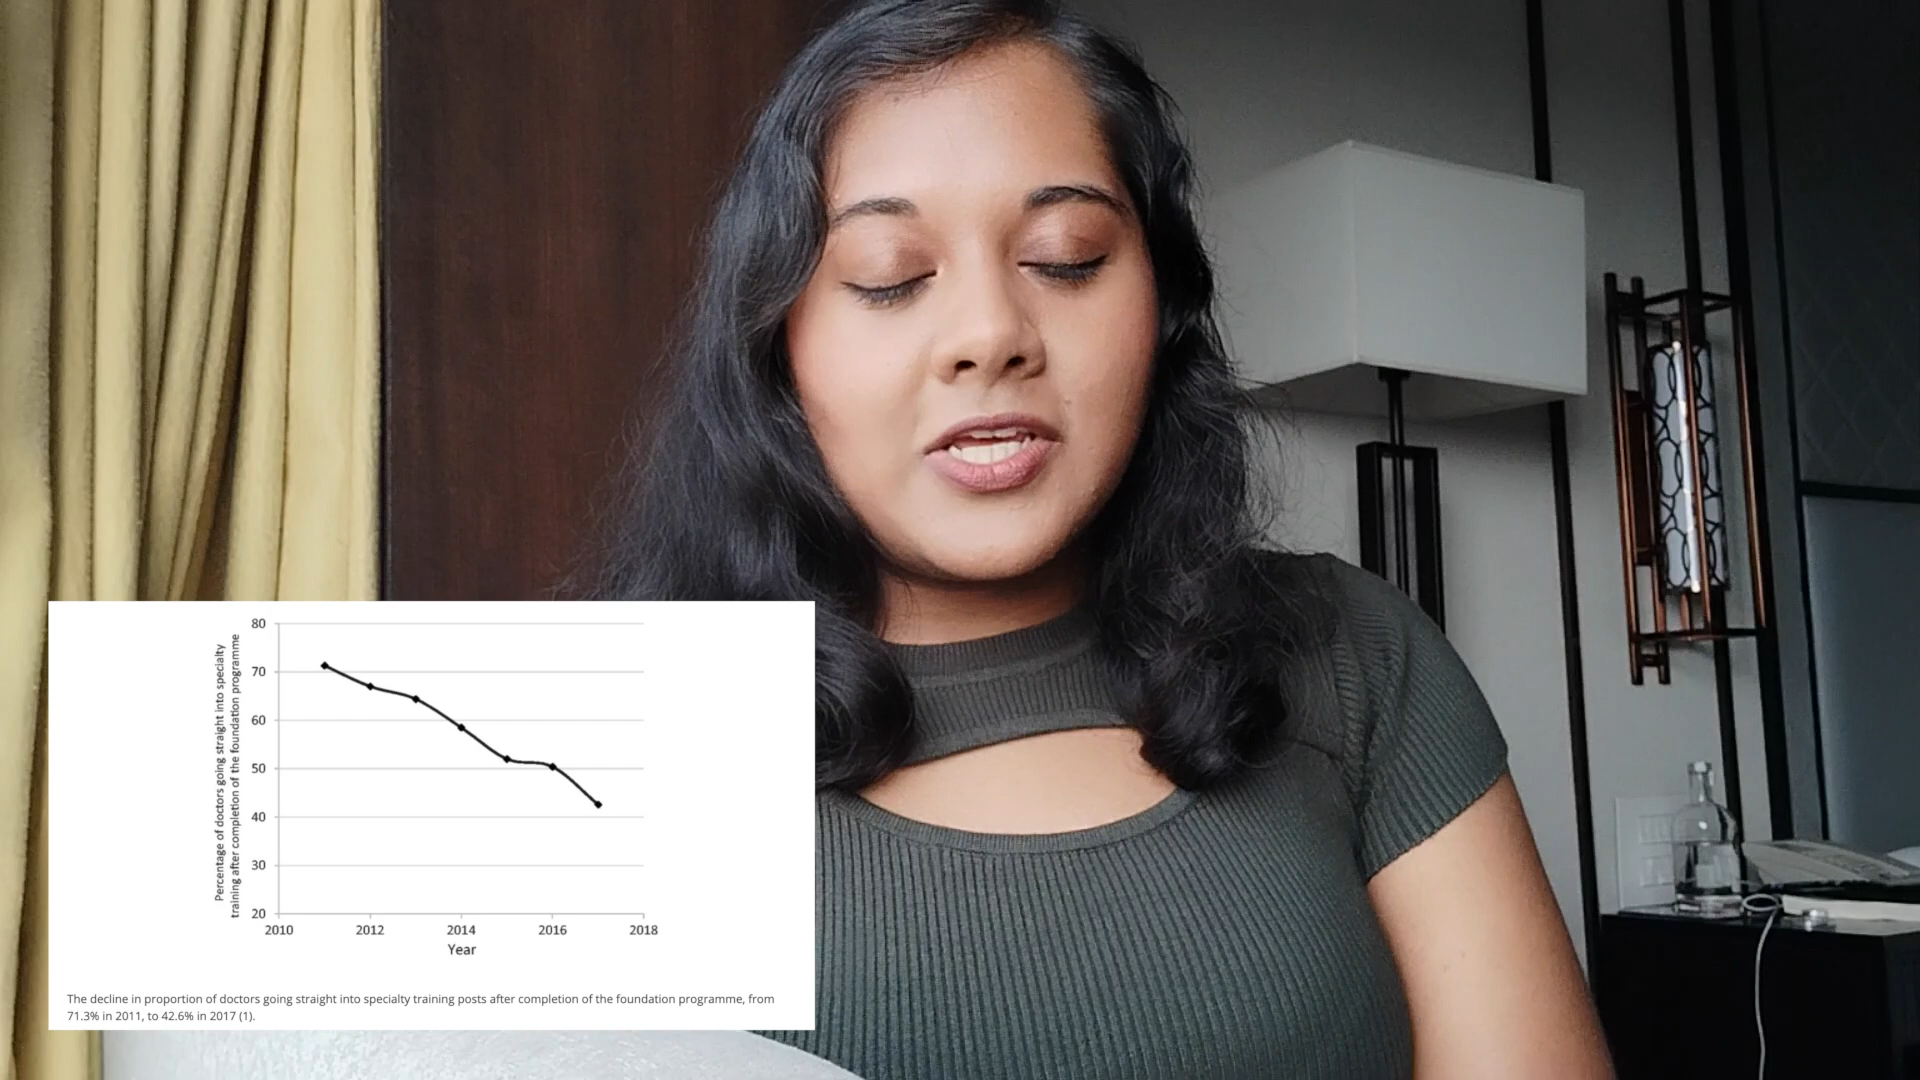 Percentage of doctors going straight into specialty
training after completion of the foundation programme
80
70
60
50
40
30
20
2010
2012
2014
2016
2018
Year
The decline in proportion of doctors going straight into specialty training posts after completion of the foundation programme, from
71.3% in 2011, to 42.6% in 2017 (1).